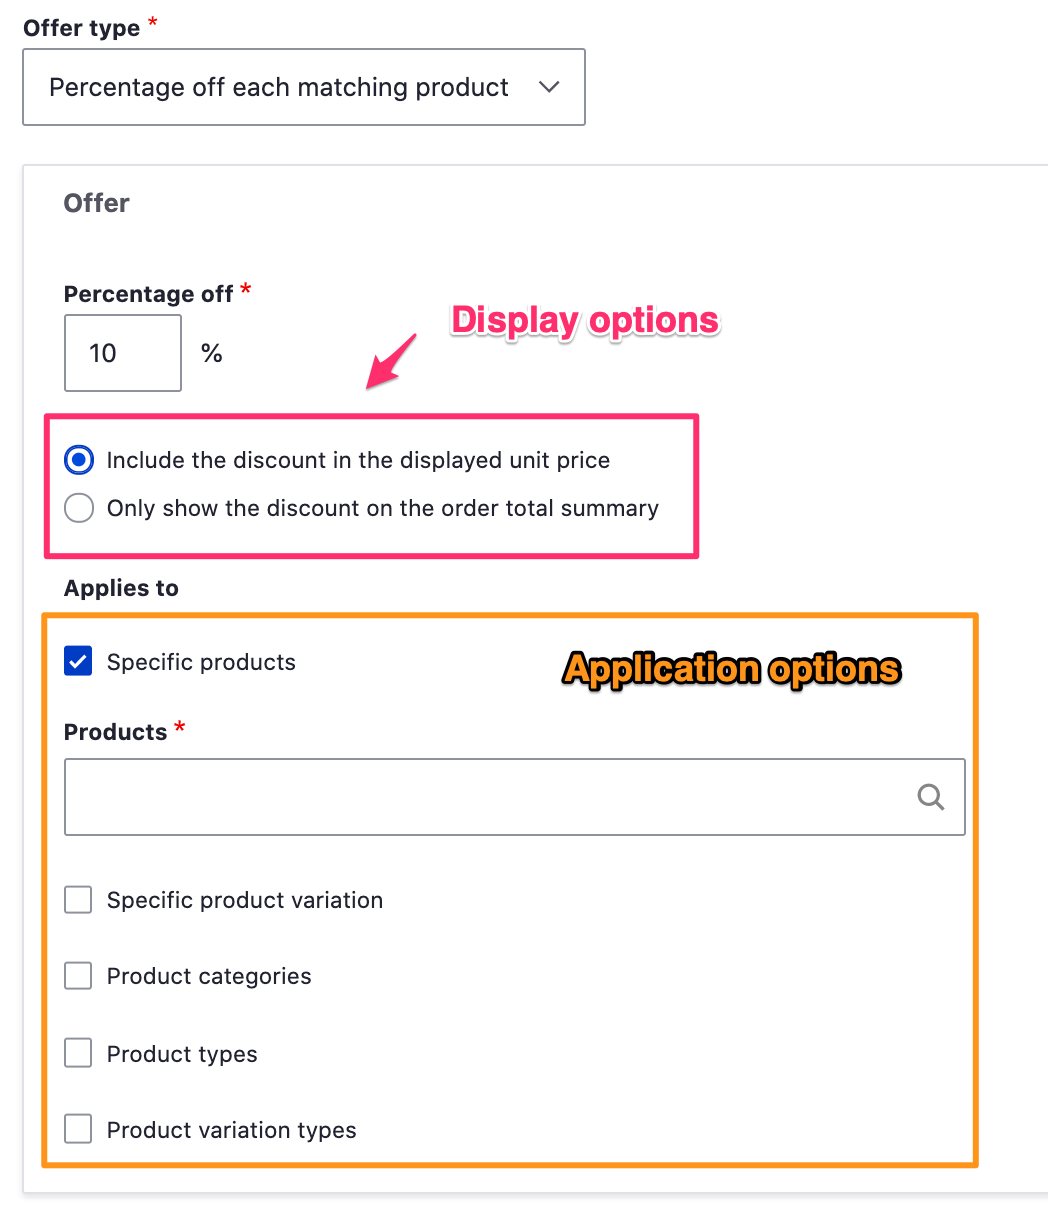 Offer type *
Percentage off each matching product
Offer
Percentage off *
10 %
Display options
Include the discount in the displayed unit price
Only show the discount on the order total summary
Applies to
Specific products
Application options
Products *
Specific product variation
Product categories
Product types
Product variation types